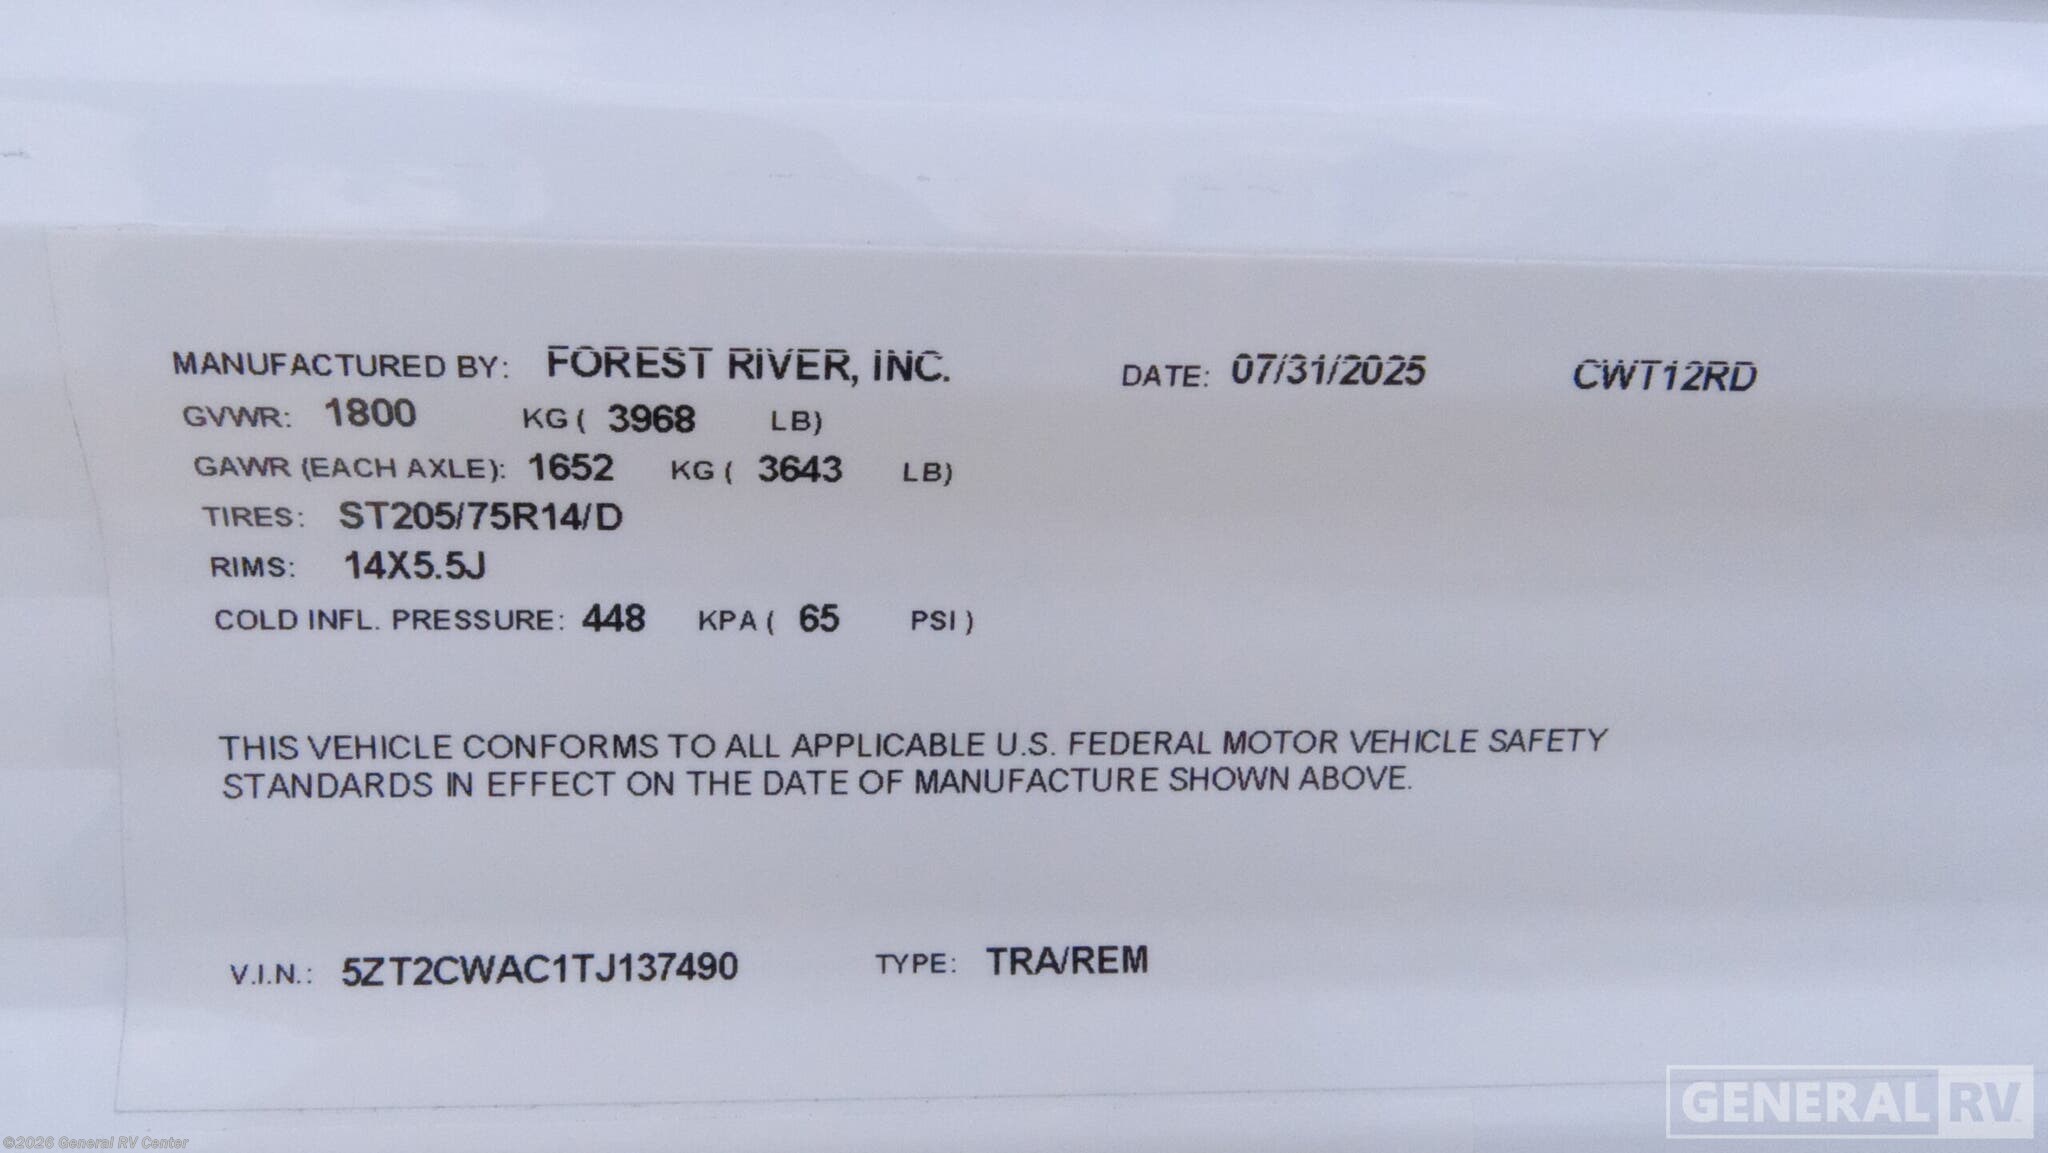 MANUFACTURED BY: FOREST RIVER, INC. DATE: 07/31/2025 CWT12RD
GVWR: 1800 KG ( 3968 LB)
GAWR (EACH AXLE): 1652 KG ( 3643 LB)
TIRES: ST205/75R14/D
RIMS: 14X5.5J
COLD INFL. PRESSURE: 448 KPA ( 65 PSI )
THIS VEHICLE CONFORMS TO ALL APPLICABLE U.S. FEDERAL MOTOR VEHICLE SAFETY
STANDARDS IN EFFECT ON THE DATE OF MANUFACTURE SHOWN ABOVE.
V.I.N.: 5ZT2CWAC1TJ137490 TYPE: TRA/REM
GENERAL RV
©2026 General RV Center